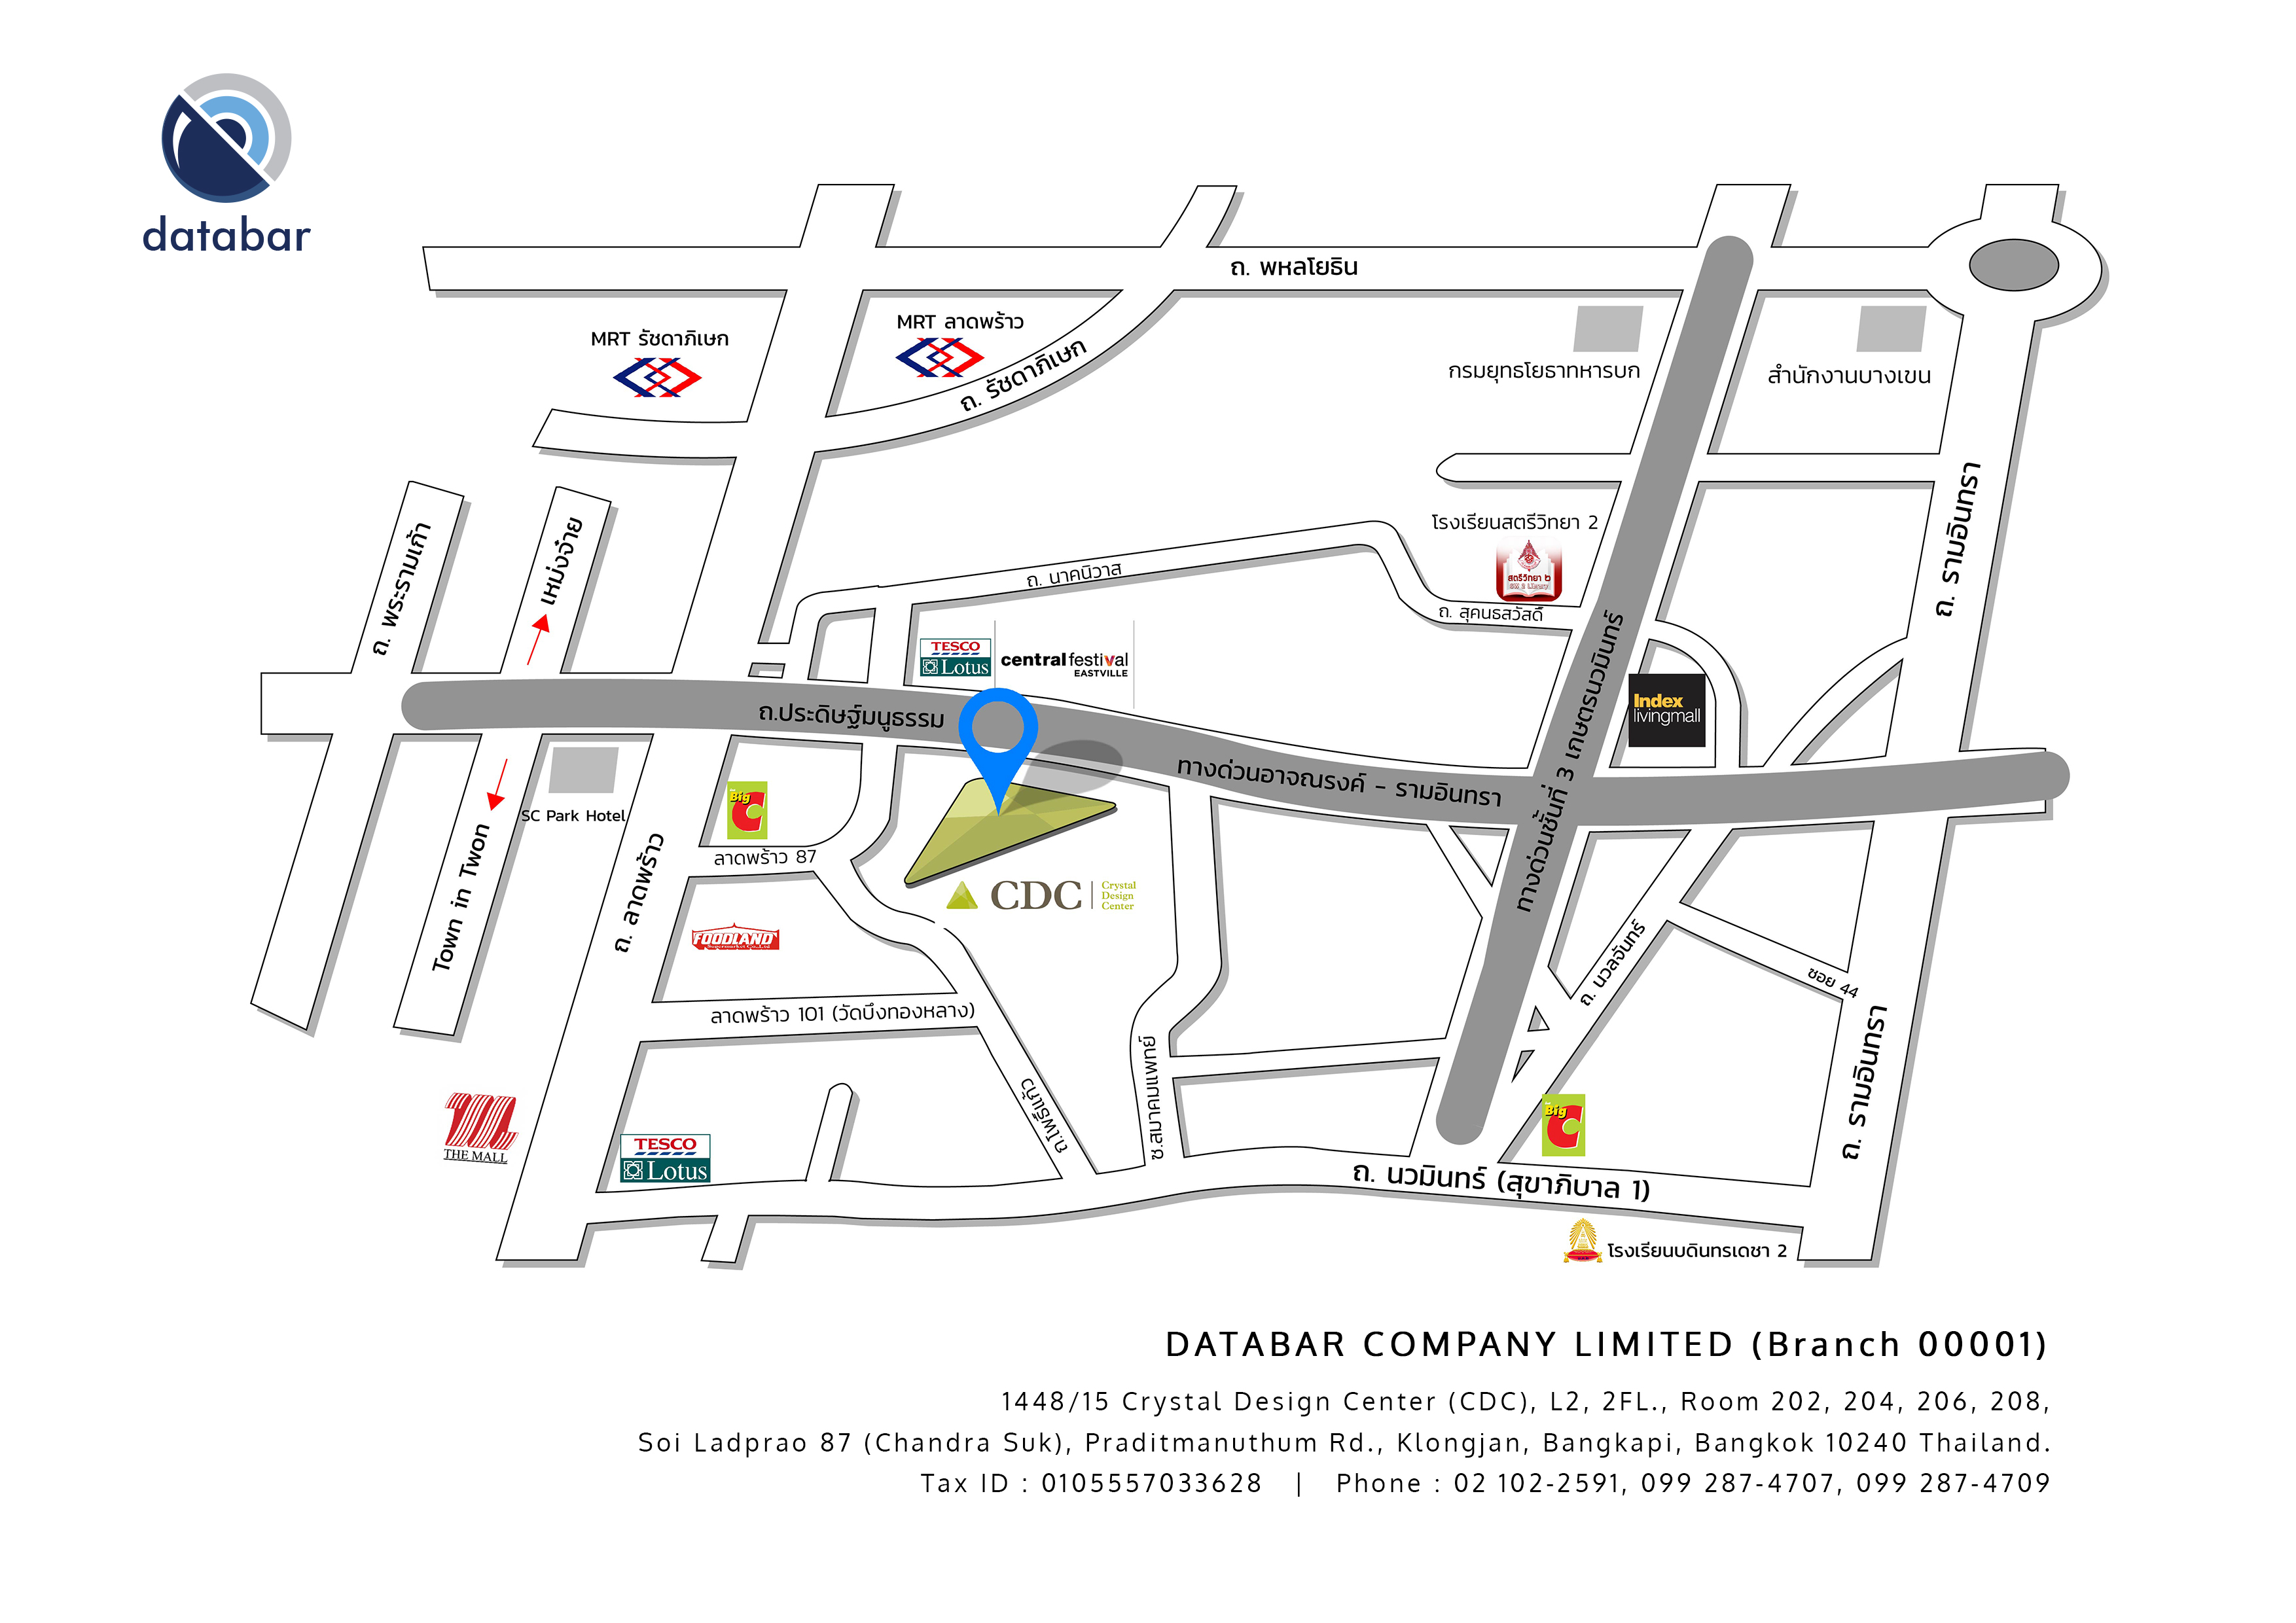 databar
ถ. พหลโยธิน
MRT ลาดพร้าว
MRT รัชดาภิเษก
ถ. รัชดาภิเษก
กรมยุทธโยธาทหารบก
สำนักงานบางเขน
ถ. รามอินทรา
โรงเรียนสตรีวิทยา 2
สตรีวิทยา ๒
ถ. พระรามเก้า
เหม่งจ๋าย
ถ. นาคนิวาส
ถ. สุคนธสวัสดิ์
TESCO
Lotus
central festival
EASTVILLE
Index
livingmall
ถ.ประดิษฐ์มนูธรรม
ทางด่วนอาจณรงค์ - รามอินทรา
ทางด่วนชั้นที่ 3 เกษตรนวมินทร์
SC Park Hotel
Big C
Town in Twon
ถ. ลาดพร้าว
ลาดพร้าว 87
CDC
Crystal
Design
Center
FOODLAND
ลาดพร้าว 101 (วัดบึงทองหลาง)
ถ. นวลจันทร์
ซอย 44
ถ.โพธิ์แก้ว
ซ.สมาคมแพทย์
ถ. รามอินทรา
THE MALL
TESCO
Lotus
Big C
ถ. นวมินทร์ (สุขาภิบาล 1)
โรงเรียนบดินทรเดชา 2
DATABAR COMPANY LIMITED (Branch 00001)
1448/15 Crystal Design Center (CDC), L2, 2FL., Room 202, 204, 206, 208,
Soi Ladprao 87 (Chandra Suk), Praditmanuthum Rd., Klongjan, Bangkapi, Bangkok 10240 Thailand.
Tax ID : 0105557033628 | Phone : 02 102-2591, 099 287-4707, 099 287-4709